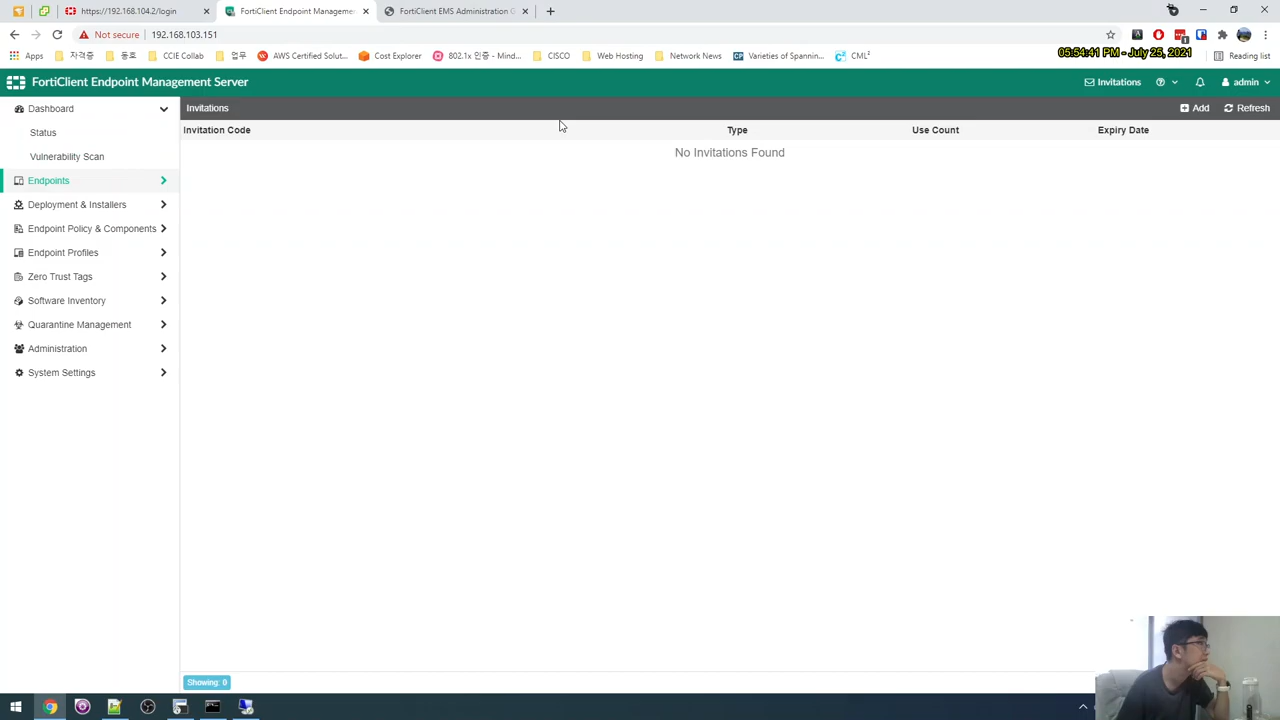 https://192.168.104.2/login
FortiClient Endpoint Manageme
FortiClient EMS Administration G
Not secure
192.168.103.151
Apps
자격증
동호
CCIE Collab
업무
AWS Certified Solut...
Cost Explorer
802.1x 인증 – Mind...
CISCO
Web Hosting
Network News
Varieties of Spannin...
CML²
05:54:41 PM - July 25, 2021
Reading list
FortiClient Endpoint Management Server
Invitations
admin
Dashboard
Status
Vulnerability Scan
Endpoints
Deployment & Installers
Endpoint Policy & Components
Endpoint Profiles
Zero Trust Tags
Software Inventory
Quarantine Management
Administration
System Settings
Invitations
Add
Refresh
Invitation Code
Type
Use Count
Expiry Date
No Invitations Found
Showing: 0